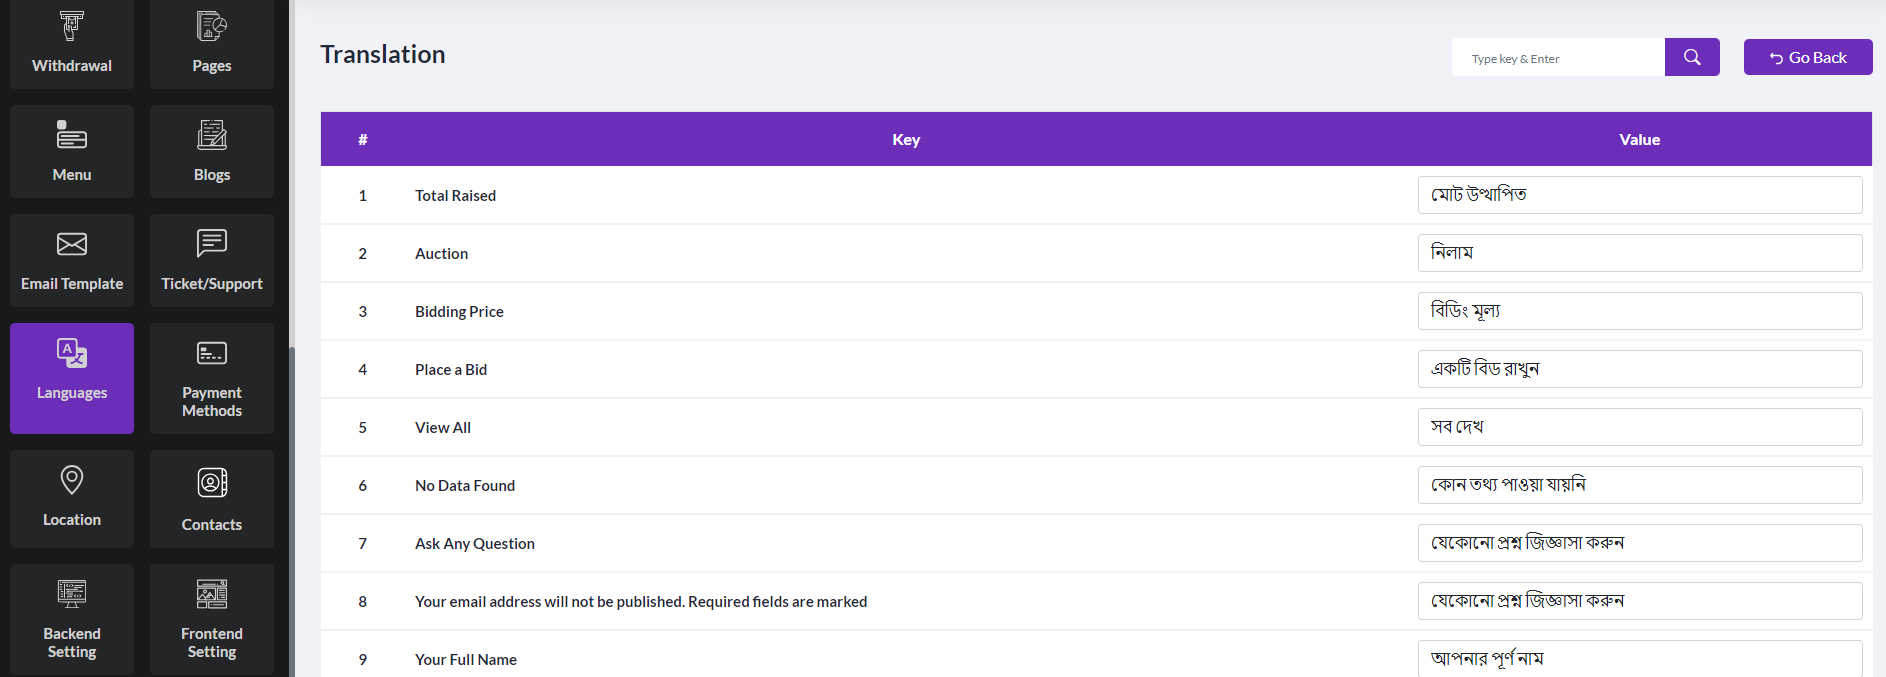 Withdrawal
Pages
Menu
Blogs
Email Template
Ticket/Support
Languages
Payment
Methods
Location
Contacts
Backend
Setting
Frontend
Setting
Translation
Type key & Enter
Go Back
# Key Value
1 Total Raised মোট উত্থাপিত
2 Auction নিলাম
3 Bidding Price বিডিং মূল্য
4 Place a Bid একটি বিড রাখুন
5 View All সব দেখ
6 No Data Found কোন তথ্য পাওয়া যায়নি
7 Ask Any Question যেকোনো প্রশ্ন জিজ্ঞাসা করুন
8 Your email address will not be published. Required fields are marked যেকোনো প্রশ্ন জিজ্ঞাসা করুন
9 Your Full Name আপনার পূর্ণ নাম